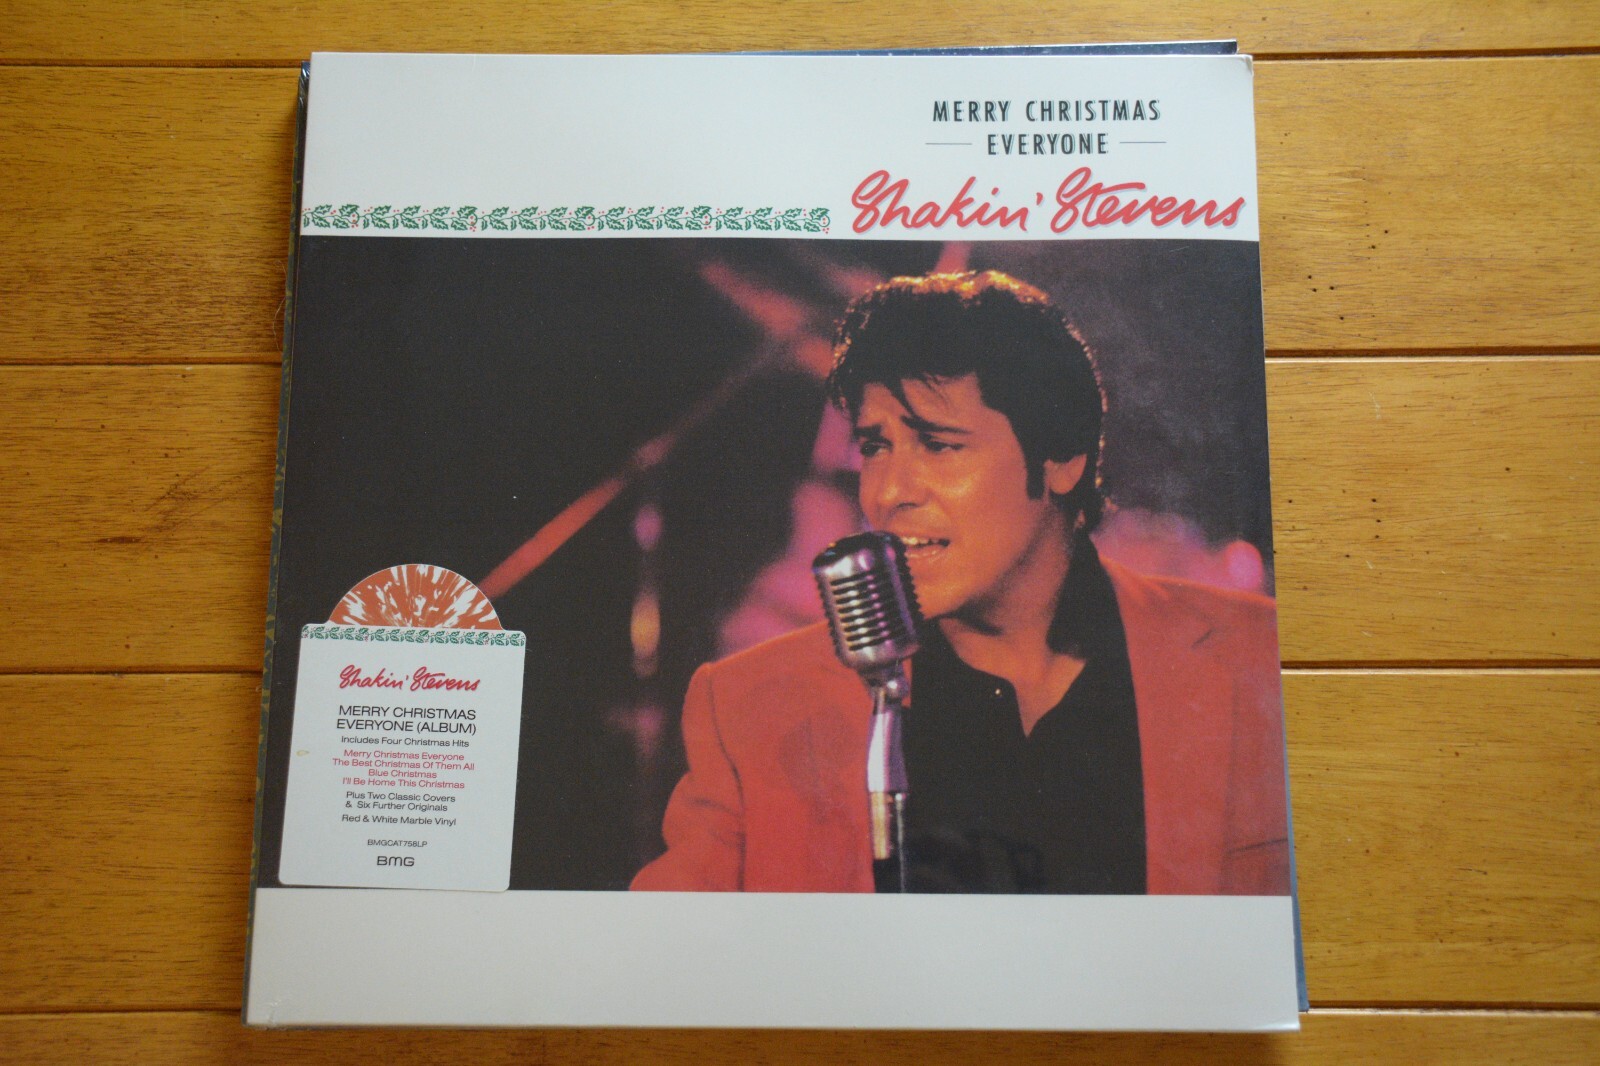 MERRY CHRISTMAS
EVERYONE
Shakin' Stevens
Shakin' Stevens
MERRY CHRISTMAS
EVERYONE (ALBUM)
Includes Four Christmas Hits
Merry Christmas Everyone
The Best Christmas Of Them All
Blue Christmas
I'll Be Home This Christmas
Plus Two Classic Covers
& Six Further Originals
Red & White Marble Vinyl
BMGCAT758LP
BMG